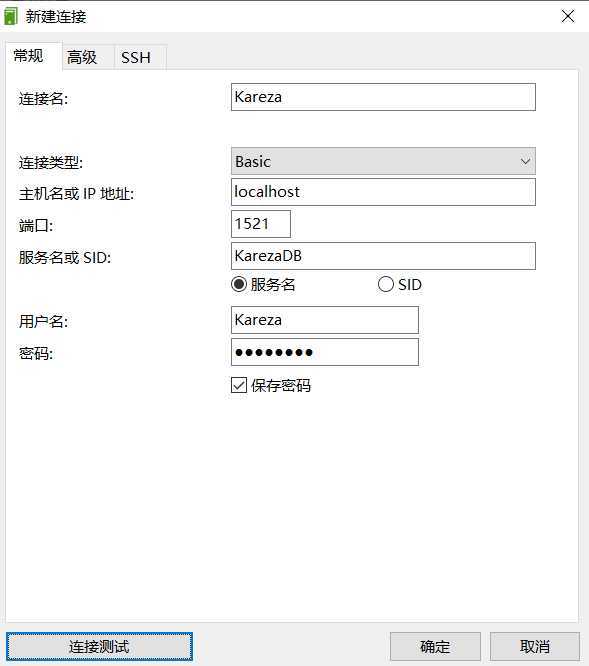 新建连接
常规 高级 SSH
连接名: Kareza
连接类型: Basic
主机名或 IP 地址: localhost
端口: 1521
服务名或 SID: KarezaDB
服务名 SID
用户名: Kareza
密码: ●●●●●●●●
保存密码
连接测试 确定 取消